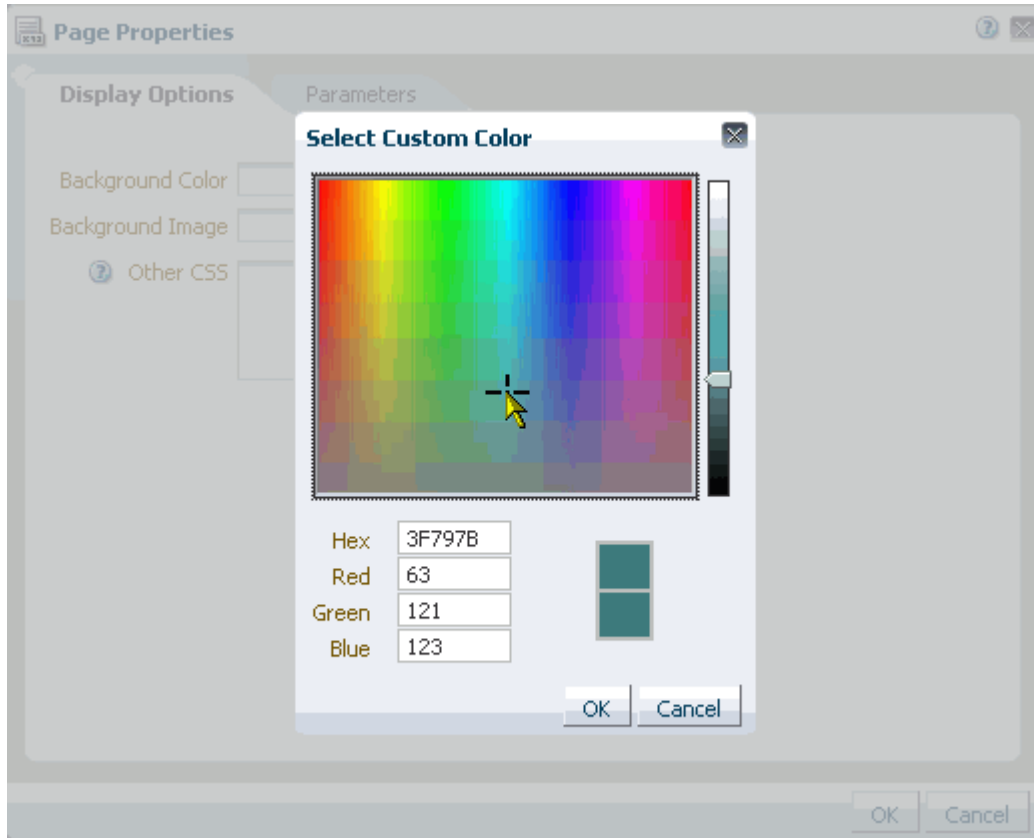 Page Properties
Display Options Parameters
Select Custom Color
Background Color
Background Image
Other CSS
Hex 3F797B
Red 63
Green 121
Blue 123
OK Cancel
OK Cancel